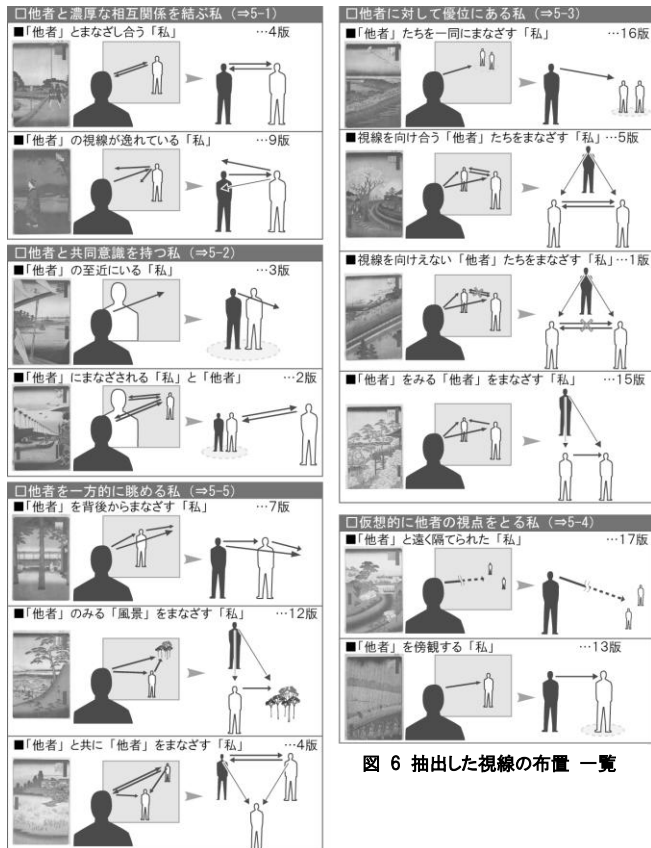 □他者と濃厚な相互関係を結ぶ私（⇒5-1）
■「他者」とまなざし合う「私」 …4版
■「他者」の視線が逸れている「私」 …9版
□他者と共同意識を持つ私（⇒5-2）
■「他者」の至近にいる「私」 …3版
■「他者」にまなざされる「私」と「他者」 …2版
□他者を一方的に眺める私（⇒5-5）
■「他者」を背後からまなざす「私」 …7版
■「他者」のみる「風景」をまなざす「私」 …12版
■「他者」と共に「他者」をまなざす「私」 …4版
□他者に対して優位にある私（⇒5-3）
■「他者」たちを一同にまなざす「私」 …16版
■視線を向け合う「他者」たちをまなざす「私」…5版
■視線を向けえない「他者」たちをまなざす「私」…1版
■「他者」をみる「他者」をまなざす「私」 …15版
□仮想的に他者の視点をとる私（⇒5-4）
■「他者」と遠く隔てられた「私」 …17版
■「他者」を傍観する「私」 …13版
図 6 抽出した視線の布置 一覧